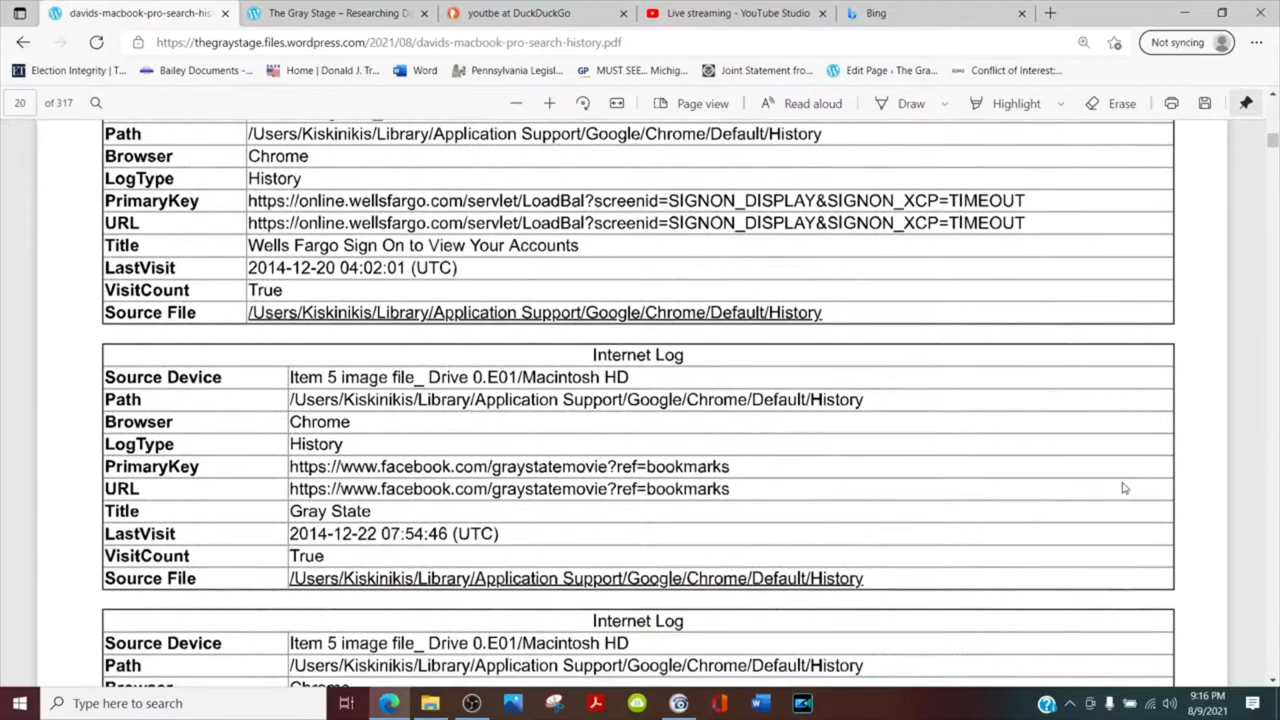 davids-macbook-pro-search-his
The Gray Stage – Researching Da
youtbe at DuckDuckGo
Live streaming - YouTube Studio
Bing
https://thegraystage.files.wordpress.com/2021/08/davids-macbook-pro-search-history.pdf
Not syncing
Election Integrity | T...
Bailey Documents -...
Home | Donald J. Tr...
Word
Pennsylvania Legisl...
MUST SEE... Michig...
Joint Statement fro...
Edit Page ‹ The Gra...
Conflict of Interest:...
20 of 317
Page view
Read aloud
Draw
Highlight
Erase
Path /Users/Kiskinikis/Library/Application Support/Google/Chrome/Default/History
Browser Chrome
LogType History
PrimaryKey https://online.wellsfargo.com/servlet/LoadBal?screenid=SIGNON_DISPLAY&SIGNON_XCP=TIMEOUT
URL https://online.wellsfargo.com/servlet/LoadBal?screenid=SIGNON_DISPLAY&SIGNON_XCP=TIMEOUT
Title Wells Fargo Sign On to View Your Accounts
LastVisit 2014-12-20 04:02:01 (UTC)
VisitCount True
Source File /Users/Kiskinikis/Library/Application Support/Google/Chrome/Default/History
Internet Log
Source Device Item 5 image file_ Drive 0.E01/Macintosh HD
Path /Users/Kiskinikis/Library/Application Support/Google/Chrome/Default/History
Browser Chrome
LogType History
PrimaryKey https://www.facebook.com/graystatemovie?ref=bookmarks
URL https://www.facebook.com/graystatemovie?ref=bookmarks
Title Gray State
LastVisit 2014-12-22 07:54:46 (UTC)
VisitCount True
Source File /Users/Kiskinikis/Library/Application Support/Google/Chrome/Default/History
Internet Log
Source Device Item 5 image file_ Drive 0.E01/Macintosh HD
Path /Users/Kiskinikis/Library/Application Support/Google/Chrome/Default/History
Type here to search
9:16 PM
8/9/2021